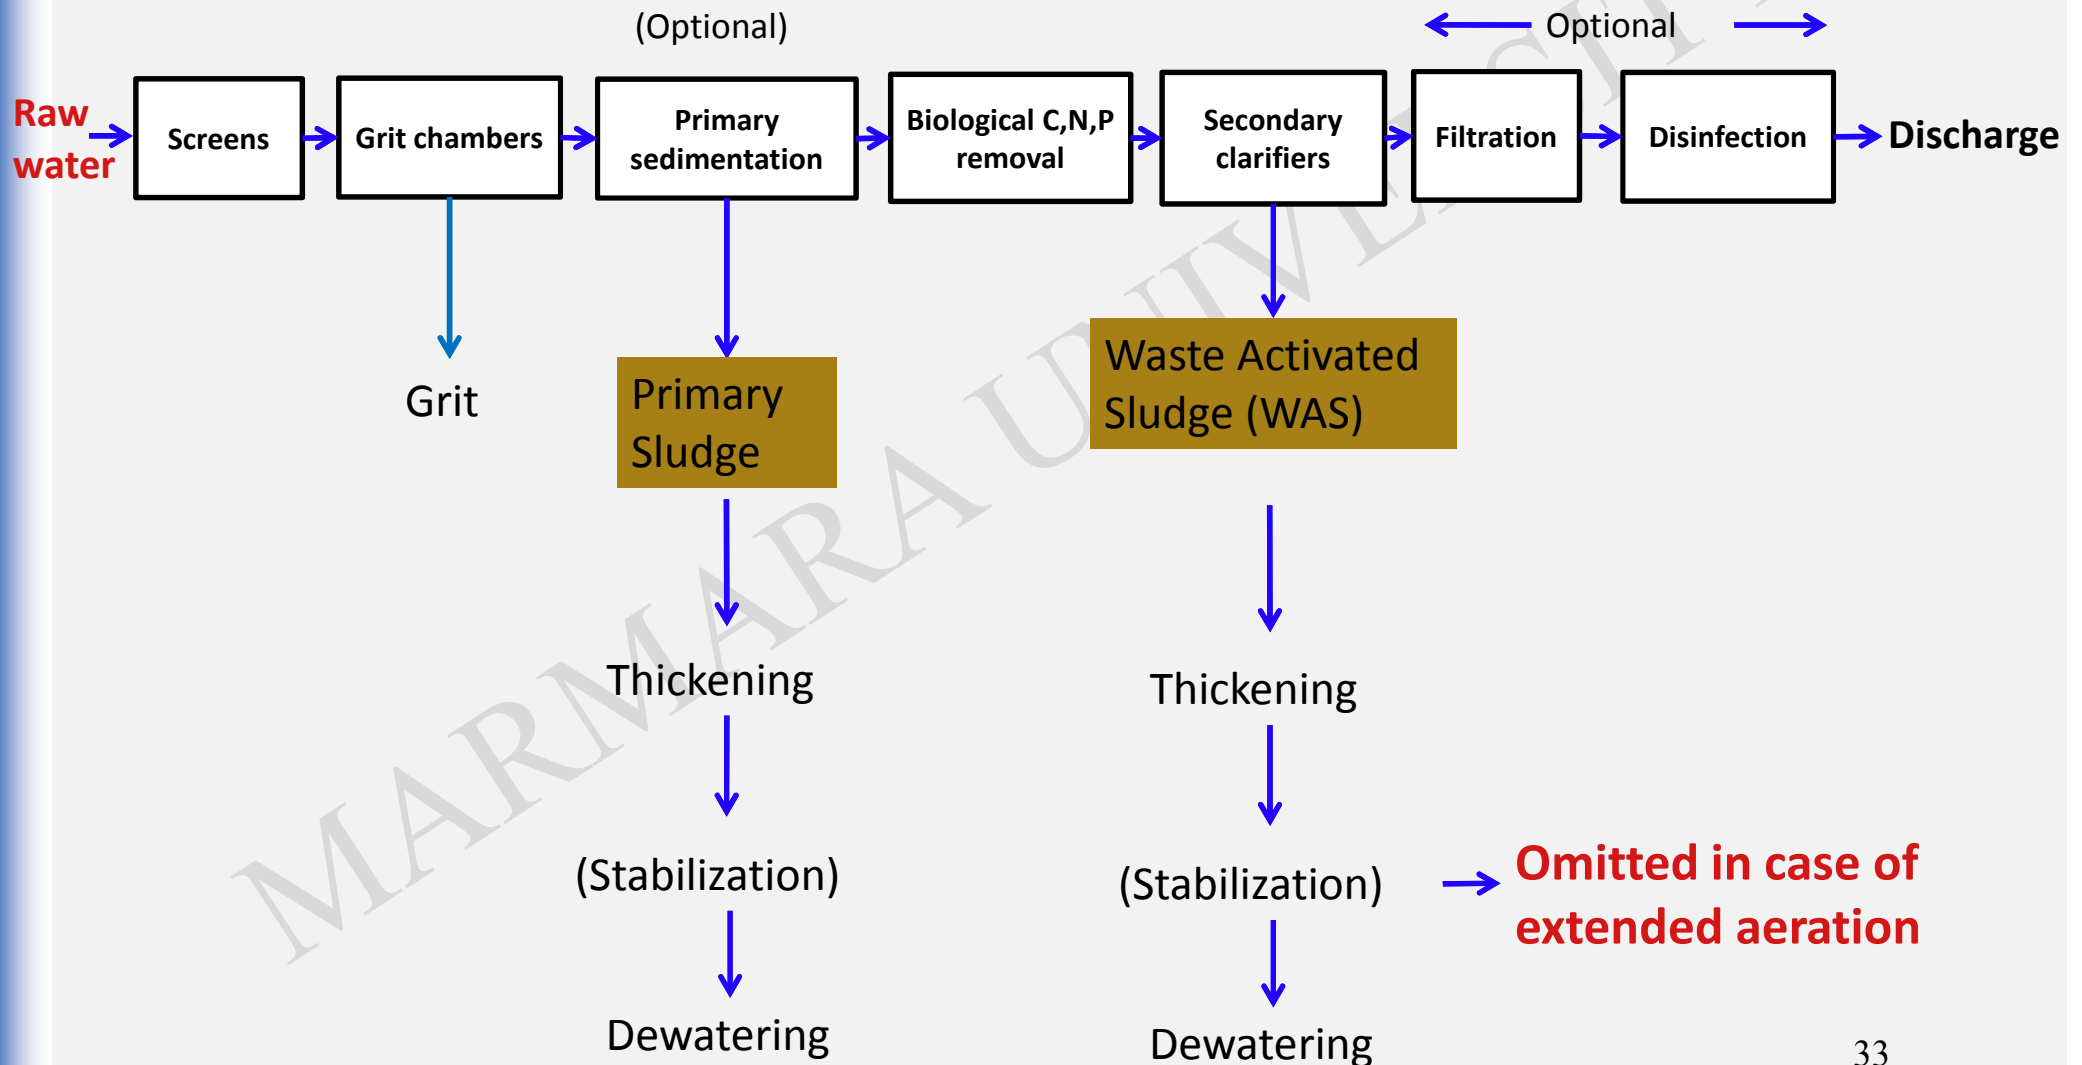 (Optional)
Optional
Raw
water
Screens
Grit chambers
Primary
sedimentation
Biological C,N,P
removal
Secondary
clarifiers
Filtration
Disinfection
Discharge
Grit
Primary
Sludge
Waste Activated
Sludge (WAS)
Thickening
Thickening
(Stabilization)
(Stabilization)
Omitted in case of
extended aeration
Dewatering
Dewatering
33
MARMARA UNIVERSIT